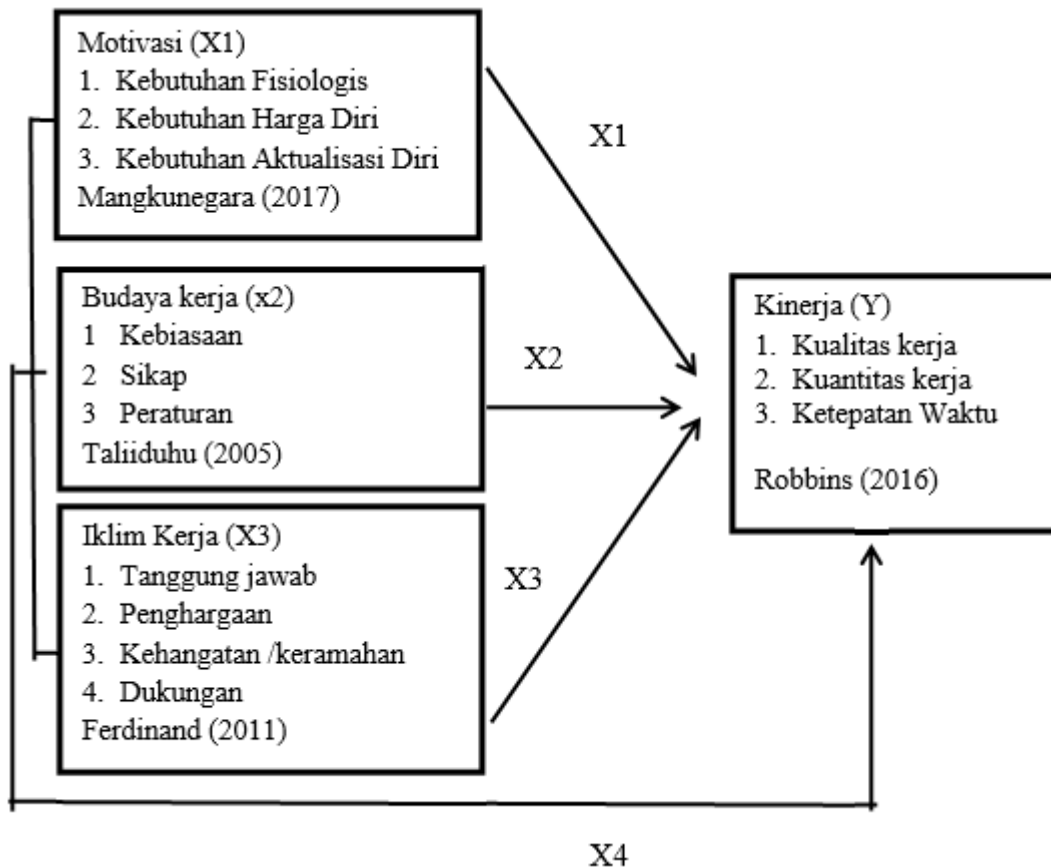 Motivasi (X1)
1. Kebutuhan Fisiologis
2. Kebutuhan Harga Diri
3. Kebutuhan Aktualisasi Diri
Mangkunegara (2017)
X1
Budaya kerja (x2)
1 Kebiasaan
2 Sikap
3 Peraturan
Taliiduhu (2005)
X2
Iklim Kerja (X3)
1. Tanggung jawab
2. Penghargaan
3. Kehangatan /keramahan
4. Dukungan
Ferdinand (2011)
X3
Kinerja (Y)
1. Kualitas kerja
2. Kuantitas kerja
3. Ketepatan Waktu
Robbins (2016)
X4